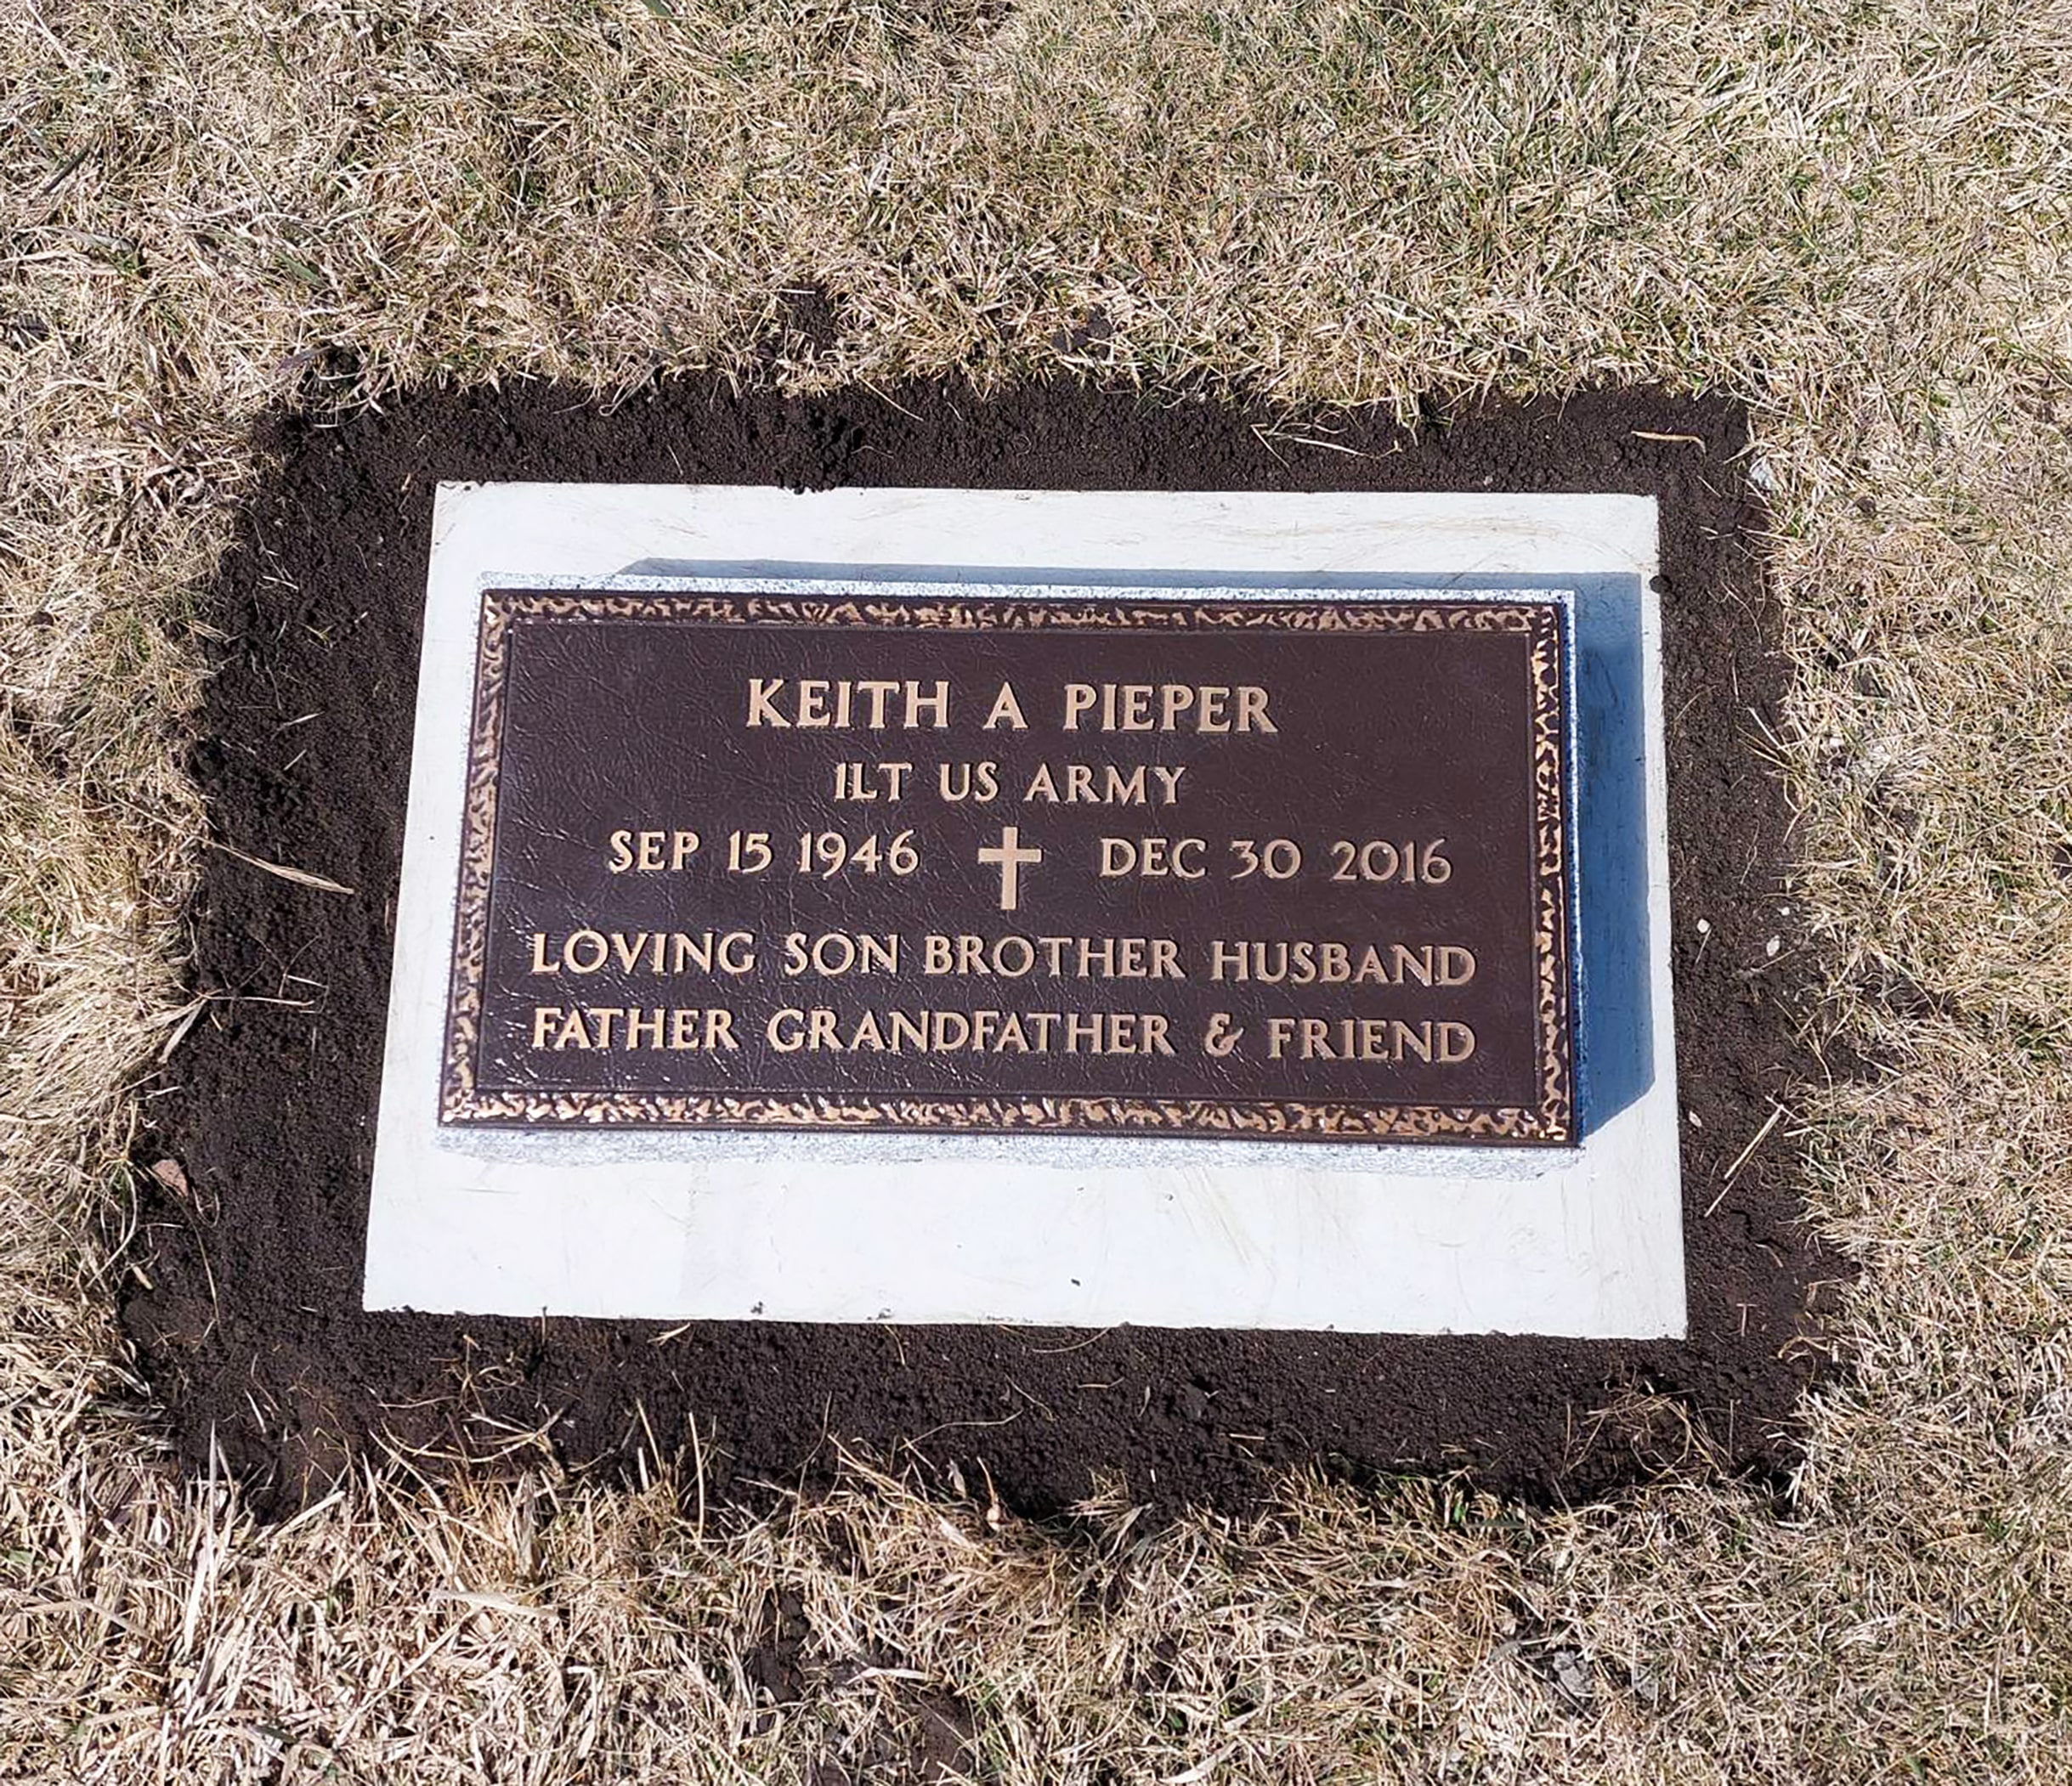 KEITH A PIEPER
1LT US ARMY
SEP 15 1946 DEC 30 2016
LOVING SON BROTHER HUSBAND
FATHER GRANDFATHER & FRIEND